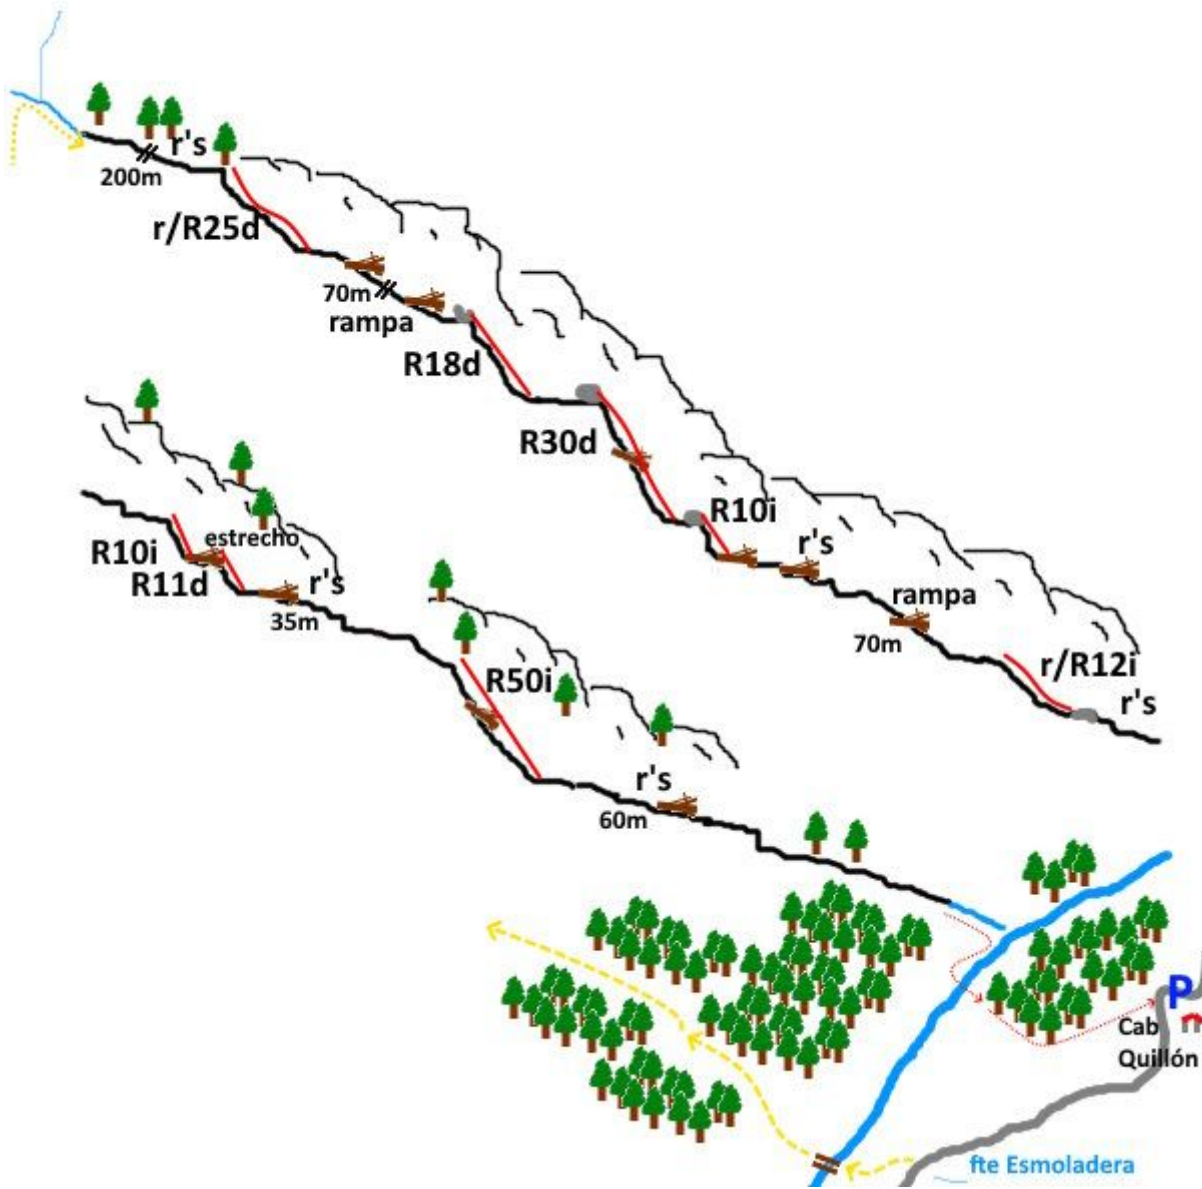 r's
200m
r/R25d
70m
rampa
R18d
R30d
R10i
r's
rampa
70m
r/R12i
r's
R10i
estrecho
R11d
r's
35m
R50i
r's
60m
P
Cab
Quillón
fte Esmoladera